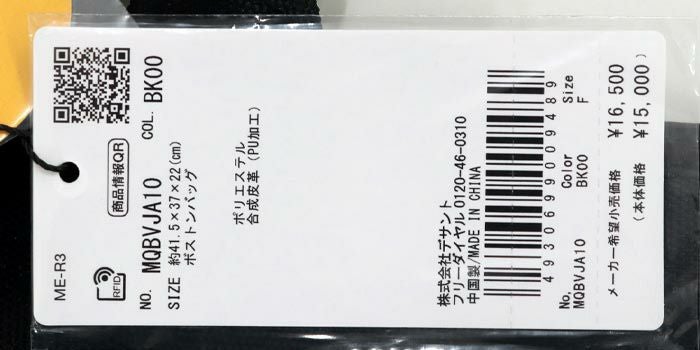 ME-R3
商品情報QR
RFID
NO. MQBVJA10 COL. BK00
SIZE 約41.5×37×22(cm)
ボストンバッグ
ポリエステル
合成皮革(PU加工)
株式会社デサント
フリーダイヤル 0120-46-0310
中国製/MADE IN CHINA
4930699009489
No, Color Size
MQBVJA10 BK00 F
メーカー希望小売価格 ¥16,500
(本体価格 ¥15,000)